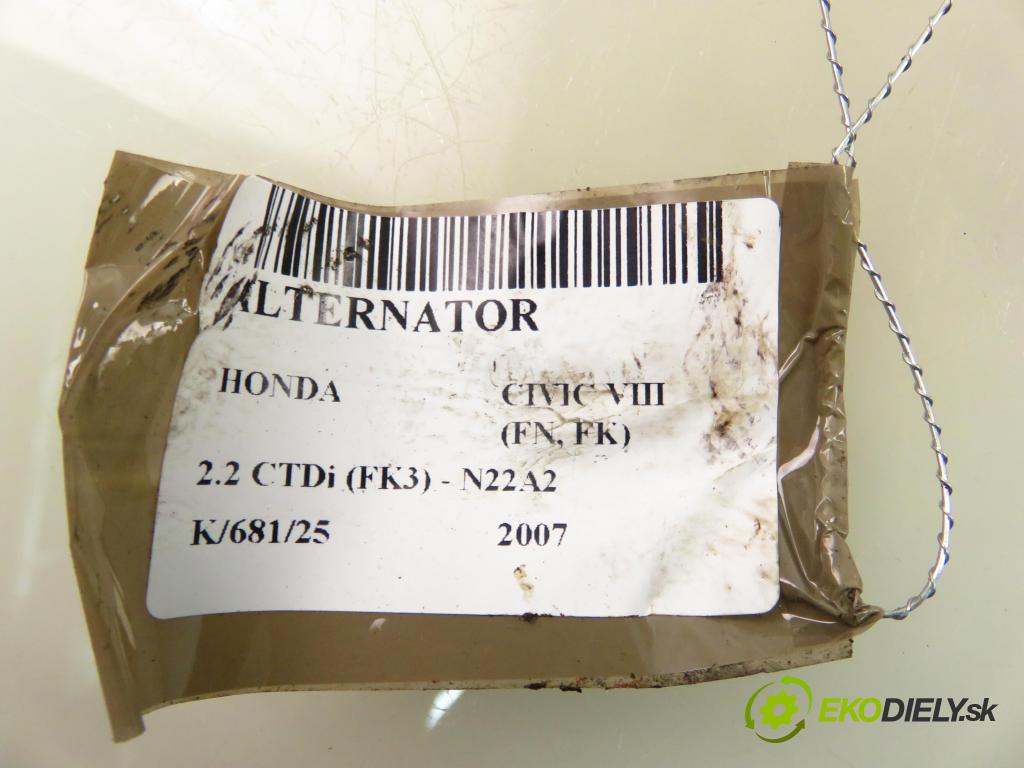 ALTERNATOR
HONDA CIVIC VIII
(FN, FK)
2.2 CTDi (FK3) - N22A2
K/681/25 2007
EKODIELY.sk